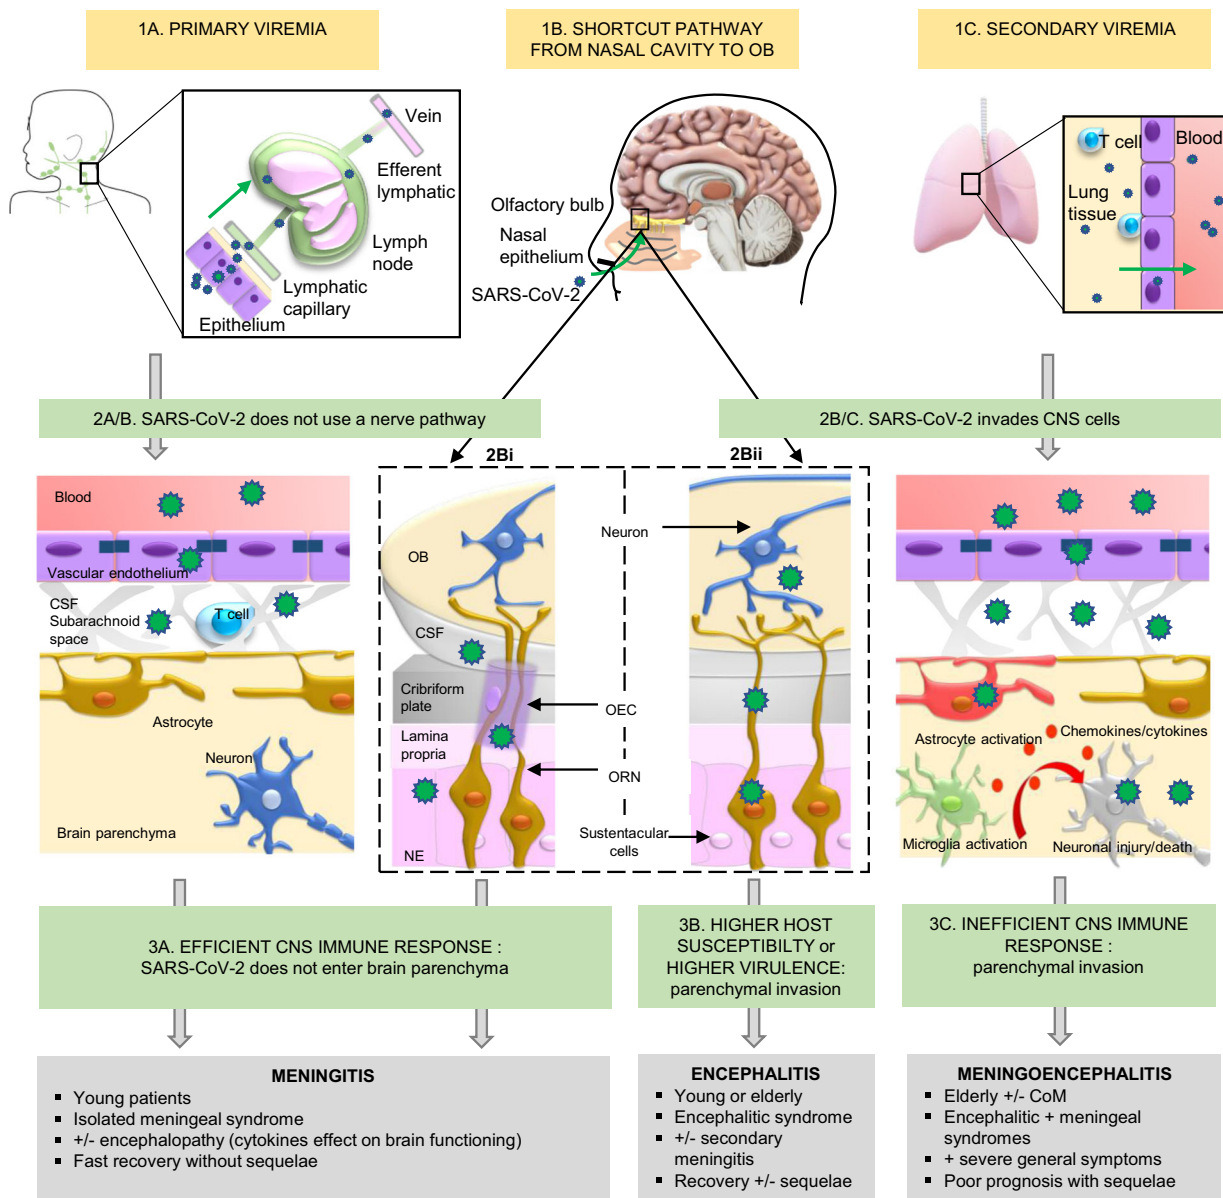 1A. PRIMARY VIREMIA
1B. SHORTCUT PATHWAY
FROM NASAL CAVITY TO OB
1C. SECONDARY VIREMIA
Vein
Efferent
lymphatic
Lymph
node
Lymphatic
capillary
Epithelium
Olfactory bulb
Nasal
epithelium
SARS-CoV-2
T cell
Blood
Lung
tissue
2A/B. SARS-CoV-2 does not use a nerve pathway
2B/C. SARS-CoV-2 invades CNS cells
Blood
Vascular endothelium
CSF
Subarachnoid
space
T cell
Astrocyte
Neuron
Brain parenchyma
2Bi
2Bii
OB
CSF
Cribriform
plate
Lamina
propria
NE
Neuron
OEC
ORN
Sustentacular
cells
Astrocyte activation
Chemokines/cytokines
Microglia activation
Neuronal injury/death
3A. EFFICIENT CNS IMMUNE RESPONSE :
SARS-CoV-2 does not enter brain parenchyma
3B. HIGHER HOST
SUSCEPTIBILTY or
HIGHER VIRULENCE:
parenchymal invasion
3C. INEFFICIENT CNS IMMUNE
RESPONSE :
parenchymal invasion
MENINGITIS
▪ Young patients
▪ Isolated meningeal syndrome
▪ +/- encephalopathy (cytokines effect on brain functioning)
▪ Fast recovery without sequelae
ENCEPHALITIS
▪ Young or elderly
▪ Encephalitic syndrome
▪ +/- secondary
meningitis
▪ Recovery +/- sequelae
MENINGOENCEPHALITIS
▪ Elderly +/- CoM
▪ Encephalitic + meningeal
syndromes
▪ + severe general symptoms
▪ Poor prognosis with sequelae